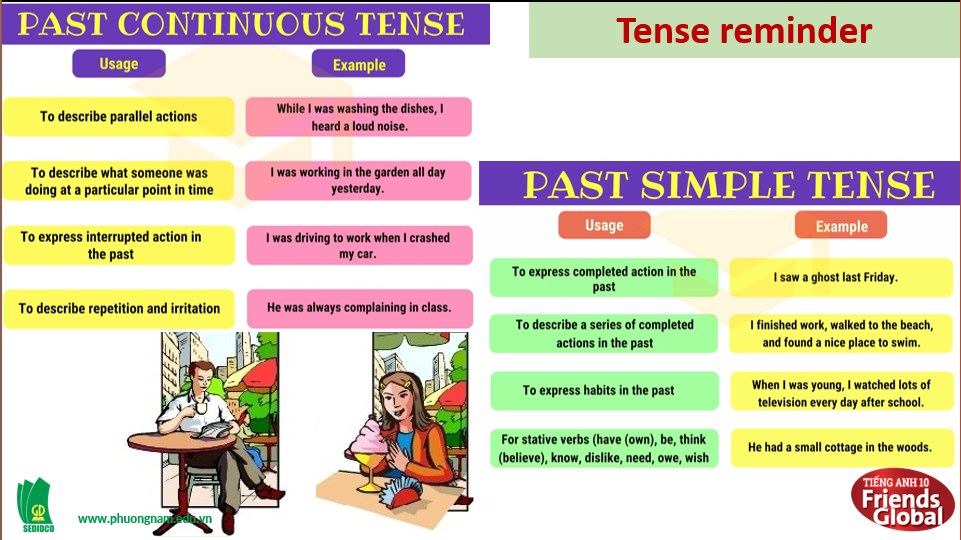 PAST CONTINUOUS TENSE
Usage
Example
To describe parallel actions
While I was washing the dishes, I
heard a loud noise.
To describe what someone was
doing at a particular point in time
I was working in the garden all day
yesterday.
To express interrupted action in
the past
I was driving to work when I crashed
my car.
To describe repetition and irritation
He was always complaining in class.
Tense reminder
PAST SIMPLE TENSE
Usage
Example
To express completed action in the
past
I saw a ghost last Friday.
To describe a series of completed
actions in the past
I finished work, walked to the beach,
and found a nice place to swim.
To express habits in the past
When I was young, I watched lots of
television every day after school.
For stative verbs (have (own), be, think
(believe), know, dislike, need, owe, wish
He had a small cottage in the woods.
SEDIDCO
www.phuongnam.edu.vn
TIẾNG ANH 10
Friends
Global